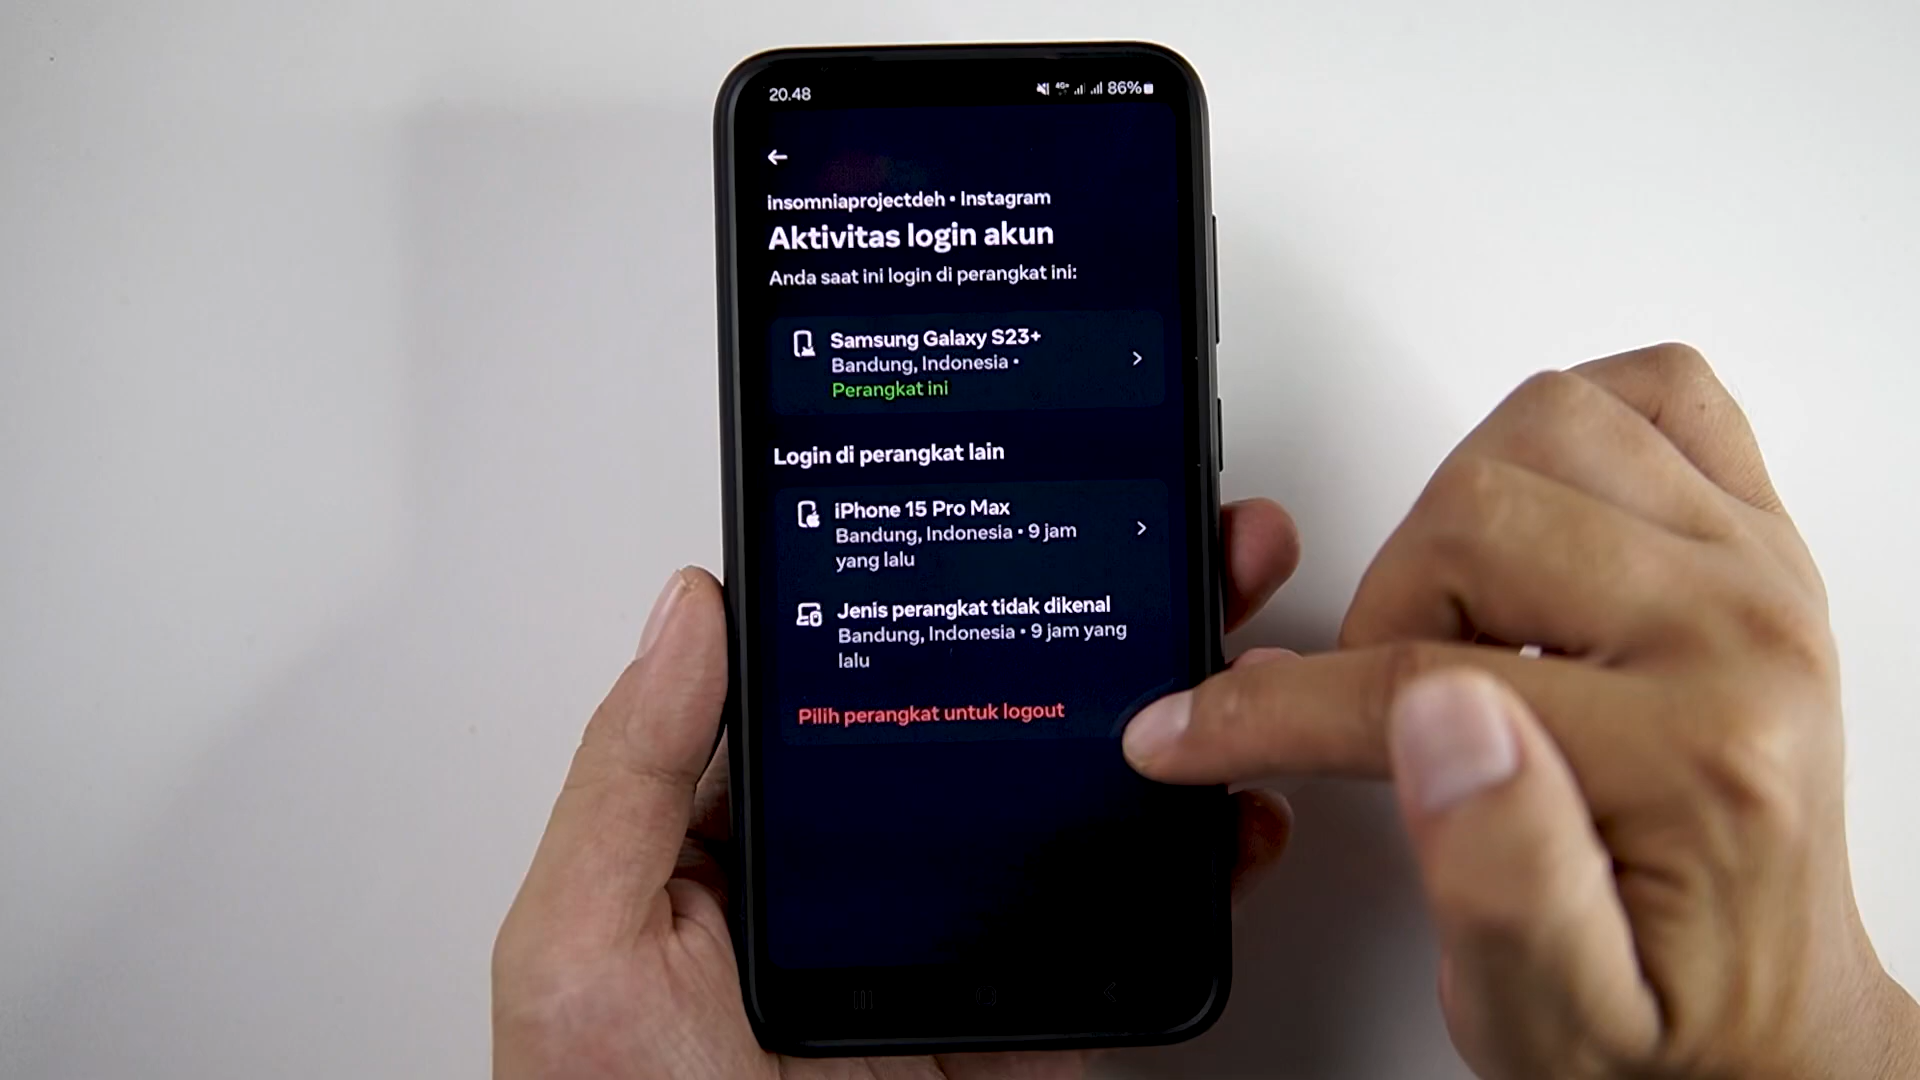 20.48
4G+ 86%
insomniaprojectdeh • Instagram
Aktivitas login akun
Anda saat ini login di perangkat ini:
Samsung Galaxy S23+
Bandung, Indonesia •
Perangkat ini
Login di perangkat lain
iPhone 15 Pro Max
Bandung, Indonesia • 9 jam
yang lalu
Jenis perangkat tidak dikenal
Bandung, Indonesia • 9 jam yang
lalu
Pilih perangkat untuk logout